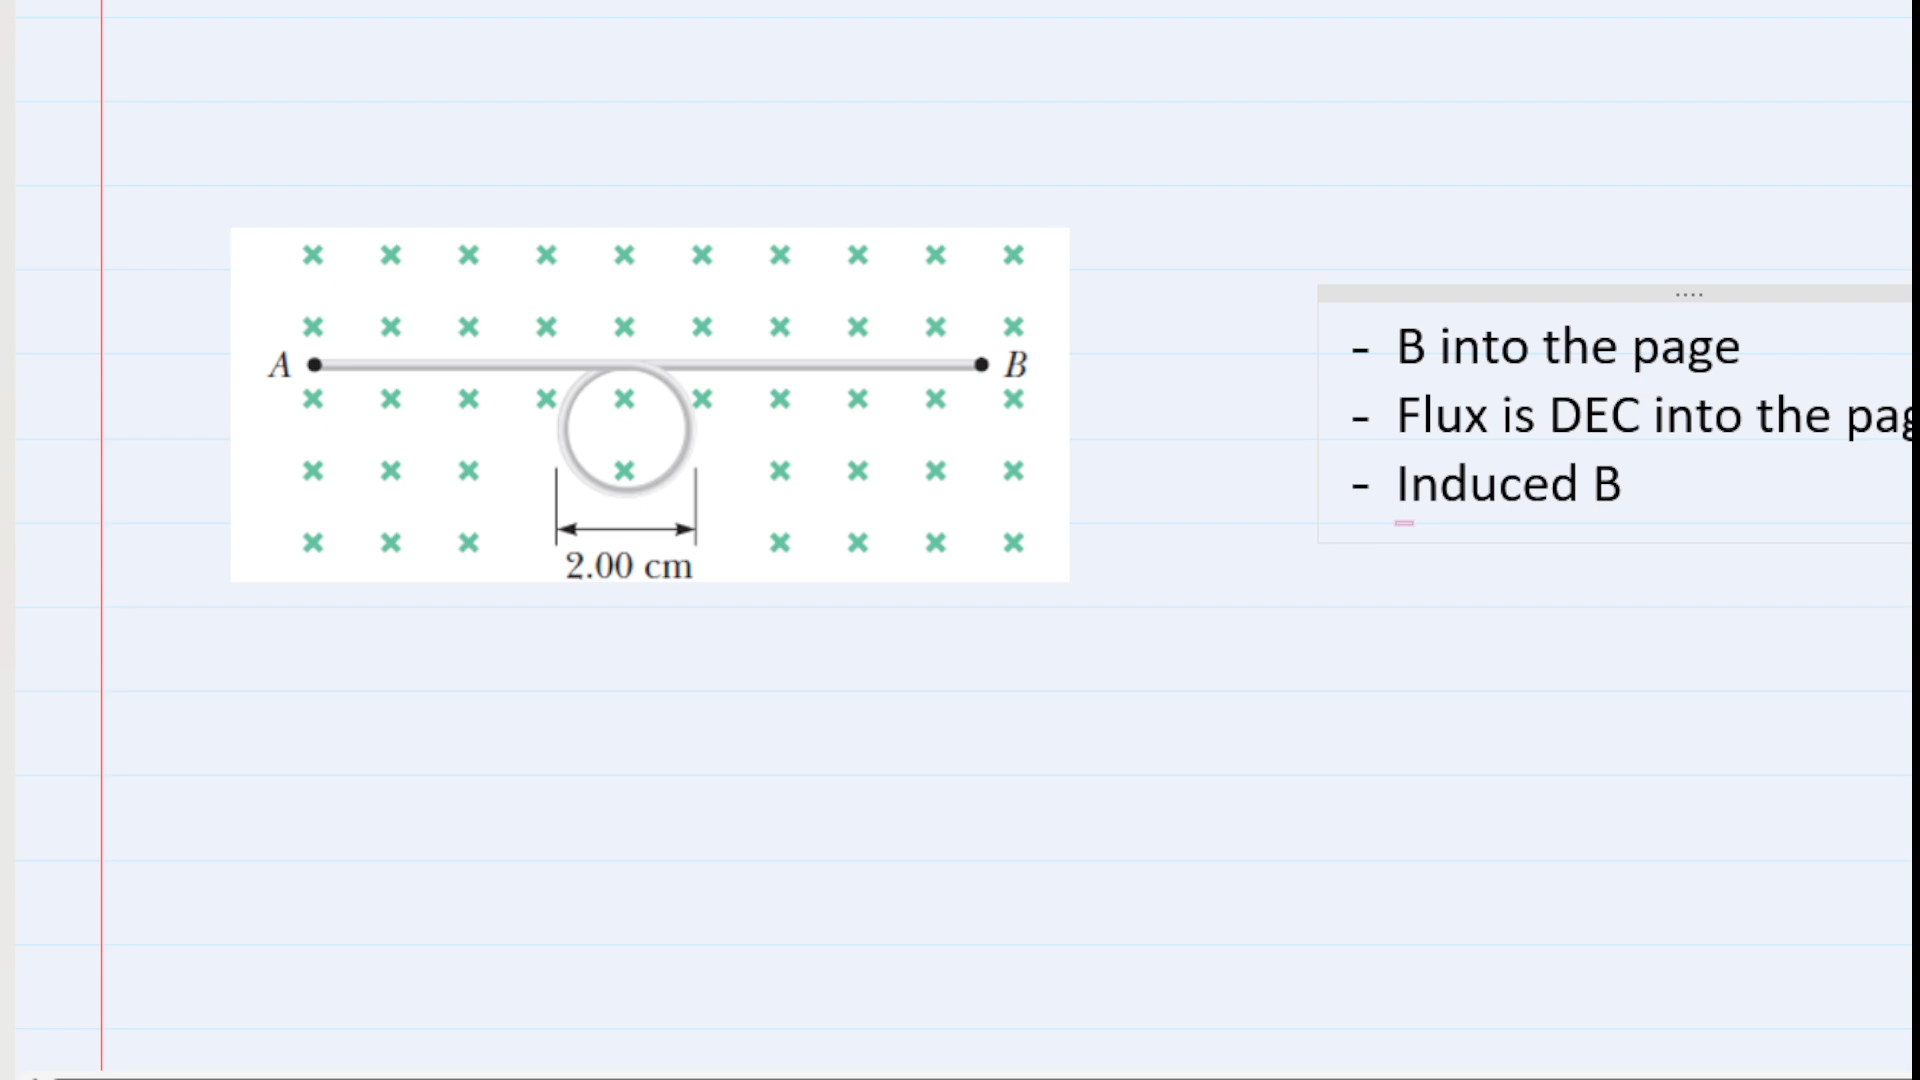 A
B
2.00 cm
- B into the page
- Flux is DEC into the
- Induced B